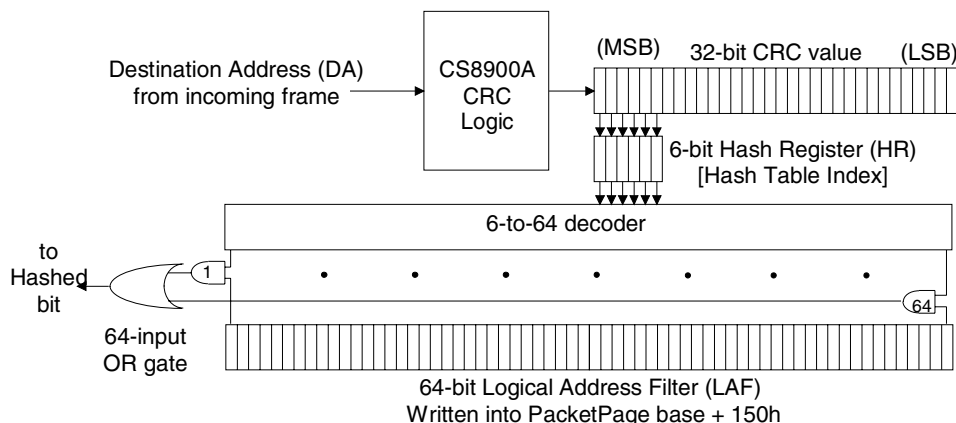 (MSB) 32-bit CRC value (LSB)
Destination Address (DA)
from incoming frame
CS8900A
CRC
Logic
6-bit Hash Register (HR)
[Hash Table Index]
6-to-64 decoder
to
Hashed
bit
1
64
64-input
OR gate
64-bit Logical Address Filter (LAF)
Written into PacketPage base + 150h